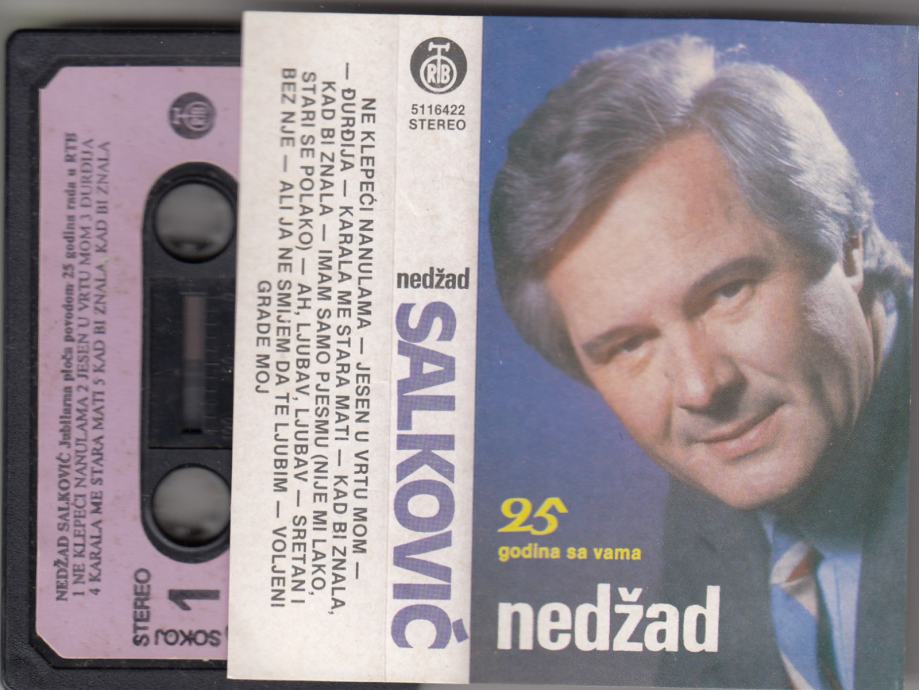 NEDŽAD SALKOVIĆ Jubilarna ploča povodom 25 godina rada u RTB
1 NE KLEPEĆI NANULAMA 2 JESEN U VRTU MOM 3 ĐURĐIJA
4 KARALA ME STARA MATI 5 KAD BI ZNALA, KAD BI ZNALA
STEREO
1
SOKOJ
NE KLEPEĆI NANULAMA — JESEN U VRTU MOM —
— ĐURĐIJA — KARALA ME STARA MATI — KAD BI ZNALA,
KAD BI ZNALA — IMAM SAMO PJESMU (NIJE MI LAKO,
STARI SE POLAKO) — AH, LJUBAV, LJUBAV — SRETAN I
BEZ NJE — ALI JA NE SMIJEM DA TE LJUBIM — VOLJENI
GRADE MOJ
RTB
5116422
STEREO
nedžad
SALKOVIĆ
25
godina sa vama
nedžad